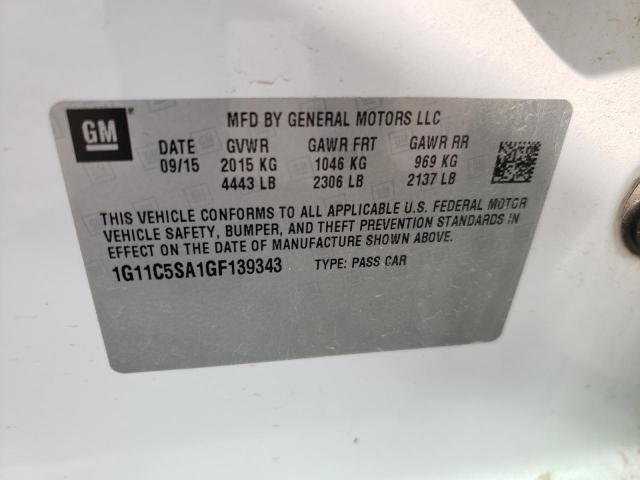 GM
MFD BY GENERAL MOTORS LLC
DATE GVWR GAWR FRT GAWR RR
09/15 2015 KG 1046 KG 969 KG
4443 LB 2306 LB 2137 LB
THIS VEHICLE CONFORMS TO ALL APPLICABLE U.S. FEDERAL MOTOR
VEHICLE SAFETY, BUMPER, AND THEFT PREVENTION STANDARDS IN
EFFECT ON THE DATE OF MANUFACTURE SHOWN ABOVE.
1G11C5SA1GF139343 TYPE: PASS CAR